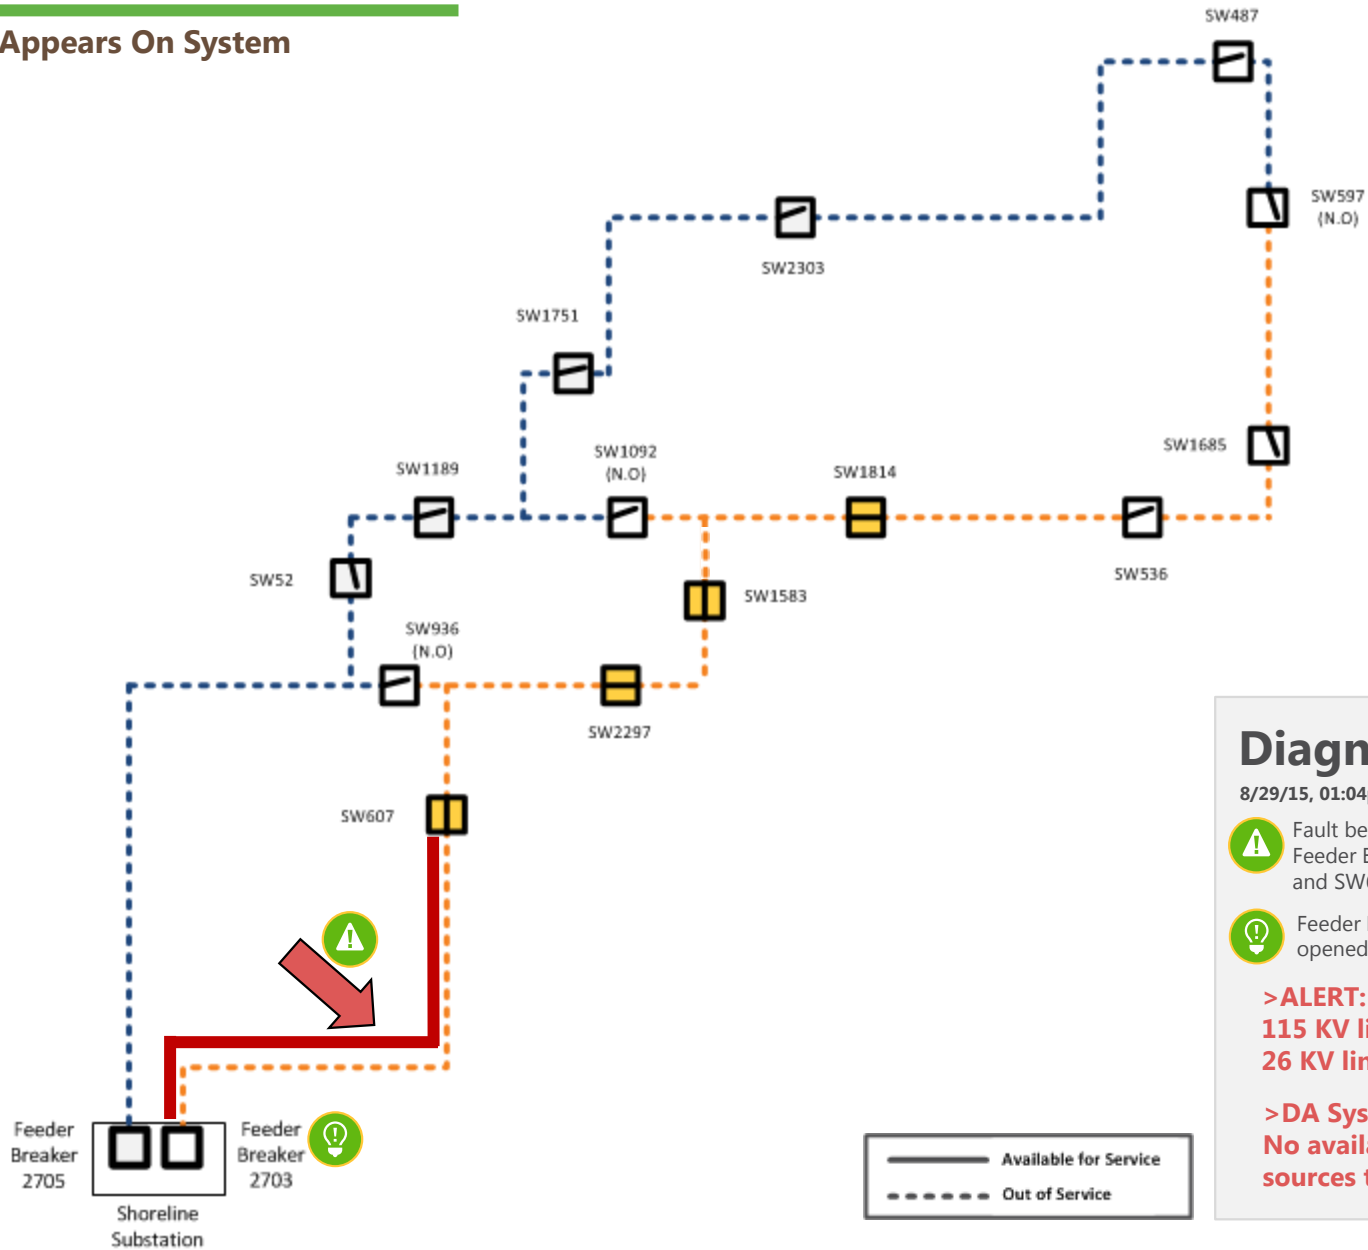 Appears On System
SW487
SW597
(N.O)
SW2303
SW1751
SW1092
(N.O)
SW1685
SW1189
SW1814
SW52
SW536
SW1583
SW936
(N.O)
SW2297
SW607
Diagn
8/29/15, 01:04
Fault be
Feeder
and SW
Feeder
opened
>ALERT:
115 KV li
26 KV lin
>DA Sys
No availa
sources t
Feeder
Breaker
2705
Feeder
Breaker
2703
Shoreline
Substation
Available for Service
Out of Service